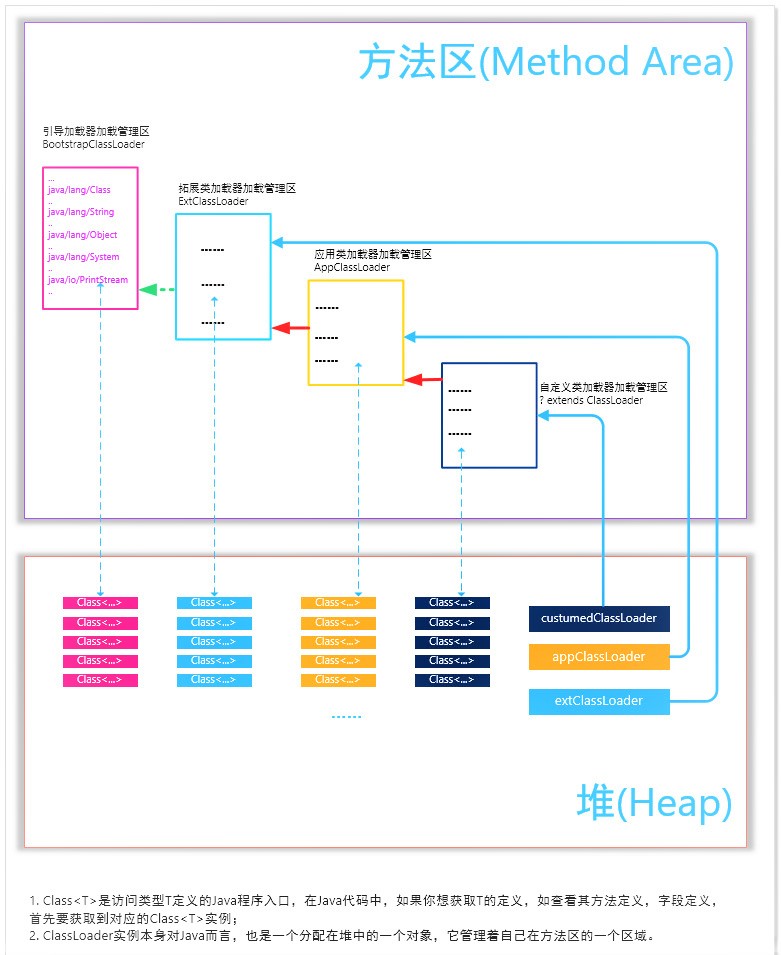 方法区(Method Area)
引导加载器加载管理区
BootstrapClassLoader
...
java/lang/Class
..
java/lang/String
..
java/lang/Object
..
java/lang/System
..
java/io/PrintStream
..
拓展类加载器加载管理区
ExtClassLoader
......
......
......
应用类加载器加载管理区
AppClassLoader
......
......
......
自定义类加载器加载管理区
? extends ClassLoader
......
......
......
Class<...> Class<...> Class<...> Class<...>
Class<...> Class<...> Class<...> Class<...>
Class<...> Class<...> Class<...> Class<...>
Class<...> Class<...> Class<...> Class<...>
Class<...> Class<...> Class<...> Class<...>
......
custumedClassLoader
appClassLoader
extClassLoader
堆(Heap)
1. Class<T>是访问类型T定义的Java程序入口，在Java代码中，如果你想获取T的定义，如查看其方法定义，字段定义，
首先要获取到对应的Class<T>实例；
2. ClassLoader实例本身对Java而言，也是一个分配在堆中的一个对象，它管理着自己在方法区的一个区域。